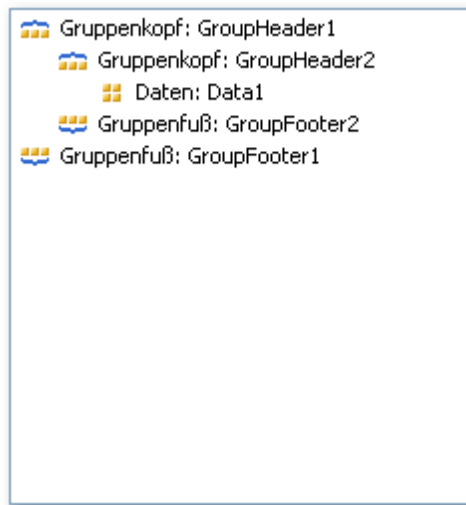 Gruppenkopf: GroupHeader1
Gruppenkopf: GroupHeader2
Daten: Data1
Gruppenfuß: GroupFooter2
Gruppenfuß: GroupFooter1